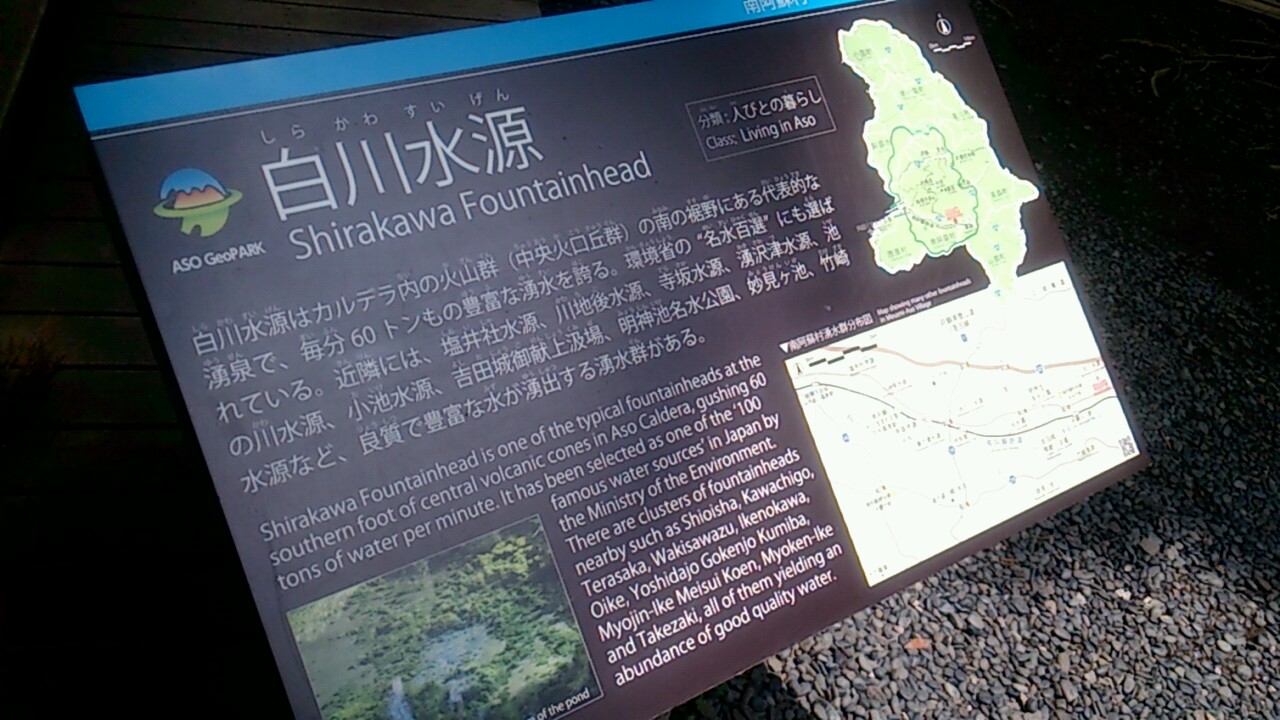 南阿蘇村
しらかわすいげん
白川水源
Shirakawa Fountainhead
ASO GeoPARK
分類：人びとの暮らし
Class: Living in Aso
白川水源はカルデラ内の火山群（中央火口丘群）の南の裾野にある代表的な
湧泉で、毎分 60 トンもの豊富な湧水を誇る。環境省の “名水百選” にも選ば
れている。近隣には、塩井社水源、川地後水源、寺坂水源、湧沢津水源、池
の川水源、小池水源、吉田城御献上汲場、明神池名水公園、妙見ヶ池、竹崎
水源など、良質で豊富な水が湧出する湧水群がある。
Shirakawa Fountainhead is one of the typical fountainheads at the
southern foot of central volcanic cones in Aso Caldera, gushing 60
tons of water per minute. It has been selected as one of the '100
famous water sources' in Japan by
the Ministry of the Environment.
There are clusters of fountainheads
nearby such as Shioisha, Kawachigo,
Terasaka, Wakisawazu, Ikenokawa,
Oike, Yoshidajo Gokenjo Kumiba,
Myojin-Ike Meisui Koen, Myoken-Ike
and Takezaki, all of them yielding an
abundance of good quality water.
of the pond
▼南阿蘇村湧水群分布図
Map showing many other fountainheads
in Minami Aso Village